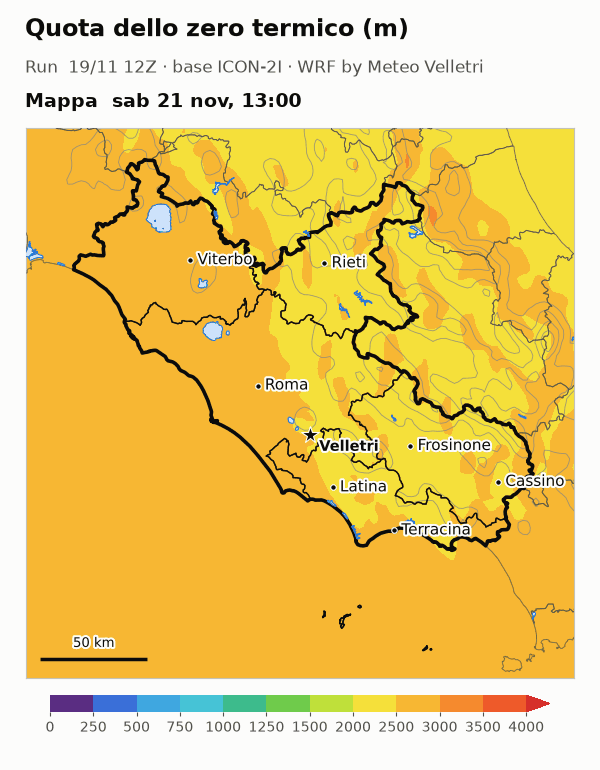 Quota dello zero termico (m)
Run  19/11 12Z · base ICON-2I · WRF by Meteo Velletri
Mappa  sab 21 nov, 13:00
Viterbo
Rieti
Roma
Velletri
Frosinone
Latina
Cassino
Terracina
50 km
0 250 500 750 1000 1250 1500 2000 2500 3000 3500 4000